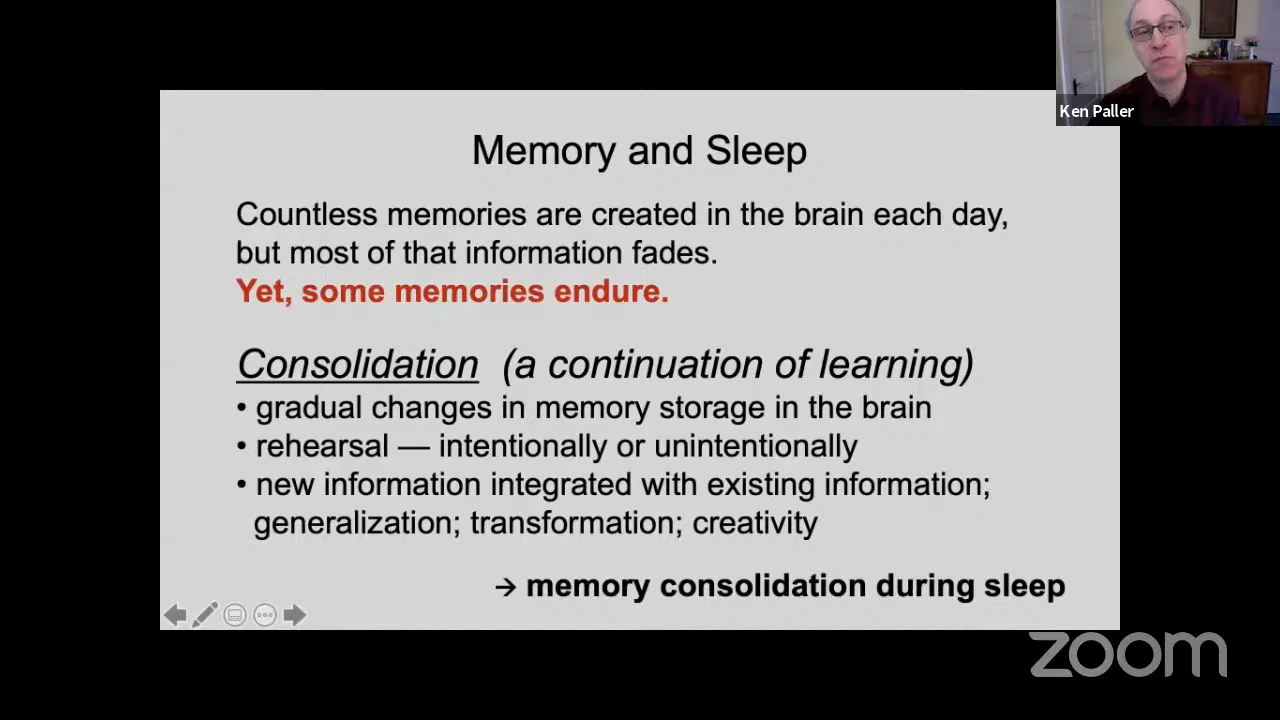 Ken Paller
Memory and Sleep
Countless memories are created in the brain each day,
but most of that information fades.
Yet, some memories endure.
Consolidation (a continuation of learning)
• gradual changes in memory storage in the brain
• rehearsal — intentionally or unintentionally
• new information integrated with existing information;
generalization; transformation; creativity
→ memory consolidation during sleep
zoom